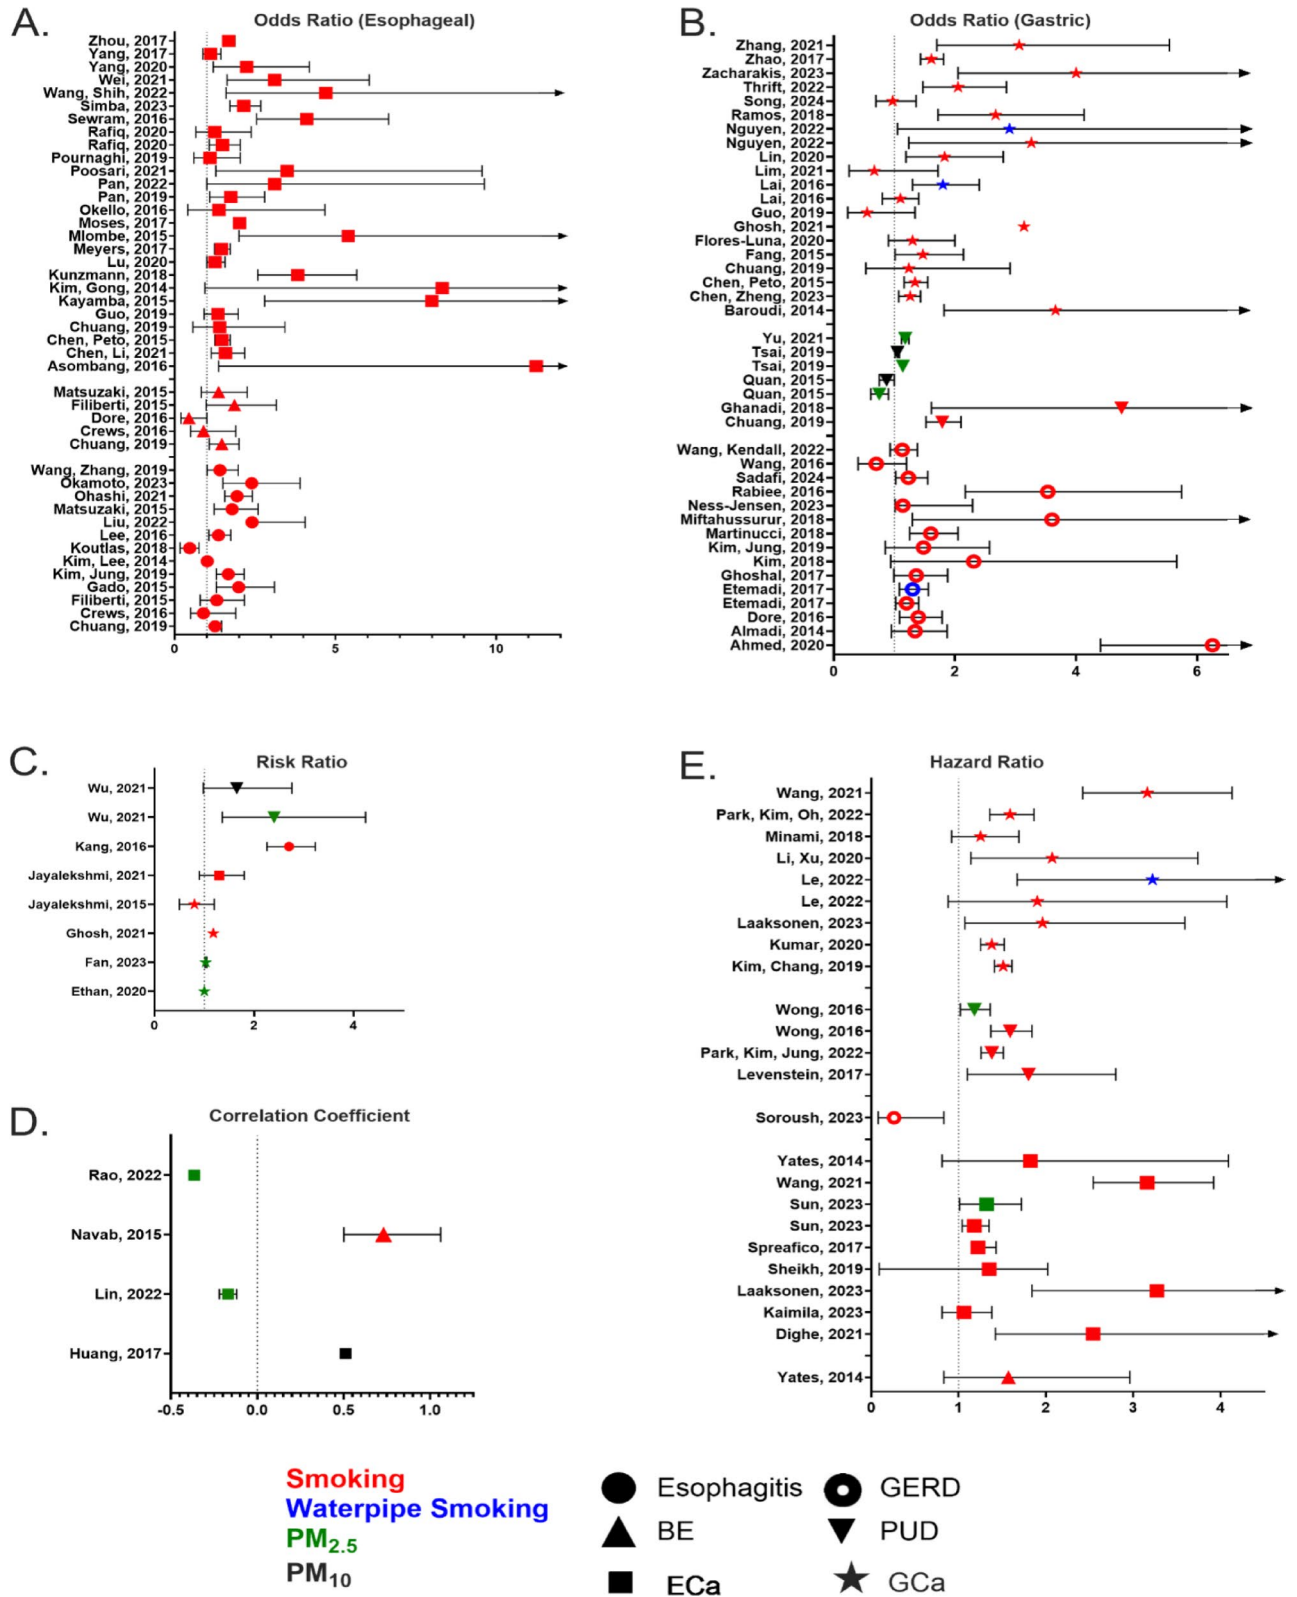 A.
Odds Ratio (Esophageal)
Zhou, 2017
Yang, 2017
Yang, 2020
Wei, 2021
Wang, Shih, 2022
Simba, 2023
Sewram, 2016
Rafiq, 2020
Rafiq, 2020
Pournaghi, 2019
Poosari, 2021
Pan, 2022
Pan, 2019
Okello, 2016
Moses, 2017
Mlombe, 2015
Meyers, 2017
Lu, 2020
Kunzmann, 2018
Kim, Gong, 2014
Kayamba, 2015
Guo, 2019
Chuang, 2019
Chen, Peto, 2015
Chen, Li, 2021
Asombang, 2016
Matsuzaki, 2015
Filiberti, 2015
Dore, 2016
Crews, 2016
Chuang, 2019
Wang, Zhang, 2019
Okamoto, 2023
Ohashi, 2021
Matsuzaki, 2015
Liu, 2022
Lee, 2016
Koutlas, 2018
Kim, Lee, 2014
Kim, Jung, 2019
Gado, 2015
Filiberti, 2015
Crews, 2016
Chuang, 2019
0 5 10
B.
Odds Ratio (Gastric)
Zhang, 2021
Zhao, 2017
Zacharakis, 2023
Thrift, 2022
Song, 2024
Ramos, 2018
Nguyen, 2022
Nguyen, 2022
Lin, 2020
Lim, 2021
Lai, 2016
Lai, 2016
Guo, 2019
Ghosh, 2021
Flores-Luna, 2020
Fang, 2015
Chuang, 2019
Chen, Peto, 2015
Chen, Zheng, 2023
Baroudi, 2014
Yu, 2021
Tsai, 2019
Tsai, 2019
Quan, 2015
Quan, 2015
Ghanadi, 2018
Chuang, 2019
Wang, Kendall, 2022
Wang, 2016
Sadafi, 2024
Rabiee, 2016
Ness-Jensen, 2023
Miftahussurur, 2018
Martinucci, 2018
Kim, Jung, 2019
Kim, 2018
Ghoshal, 2017
Etemadi, 2017
Etemadi, 2017
Dore, 2016
Almadi, 2014
Ahmed, 2020
0 2 4 6
C.
Risk Ratio
Wu, 2021
Wu, 2021
Kang, 2016
Jayalekshmi, 2021
Jayalekshmi, 2015
Ghosh, 2021
Fan, 2023
Ethan, 2020
0 2 4
D.
Correlation Coefficient
Rao, 2022
Navab, 2015
Lin, 2022
Huang, 2017
-0.5 0.0 0.5 1.0
E.
Hazard Ratio
Wang, 2021
Park, Kim, Oh, 2022
Minami, 2018
Li, Xu, 2020
Le, 2022
Le, 2022
Laaksonen, 2023
Kumar, 2020
Kim, Chang, 2019
Wong, 2016
Wong, 2016
Park, Kim, Jung, 2022
Levenstein, 2017
Soroush, 2023
Yates, 2014
Wang, 2021
Sun, 2023
Sun, 2023
Spreafico, 2017
Sheikh, 2019
Laaksonen, 2023
Kaimila, 2023
Dighe, 2021
Yates, 2014
0 1 2 3 4
Smoking
Waterpipe Smoking
PM2.5
PM10
Esophagitis
BE
ECa
GERD
PUD
GCa